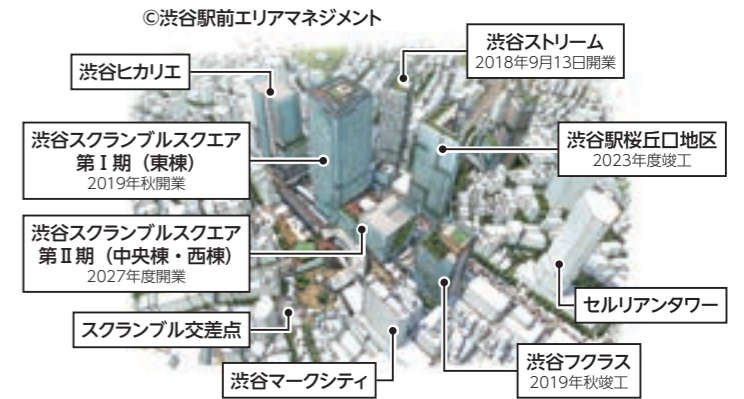 ©渋谷駅前エリアマネジメント
渋谷ストリーム
2018年9月13日開業
渋谷ヒカリエ
渋谷スクランブルスクエア
第Ⅰ期（東棟）
2019年秋開業
渋谷駅桜丘口地区
2023年度竣工
渋谷スクランブルスクエア
第Ⅱ期（中央棟・西棟）
2027年度開業
セルリアンタワー
スクランブル交差点
渋谷フクラス
2019年秋竣工
渋谷マークシティ